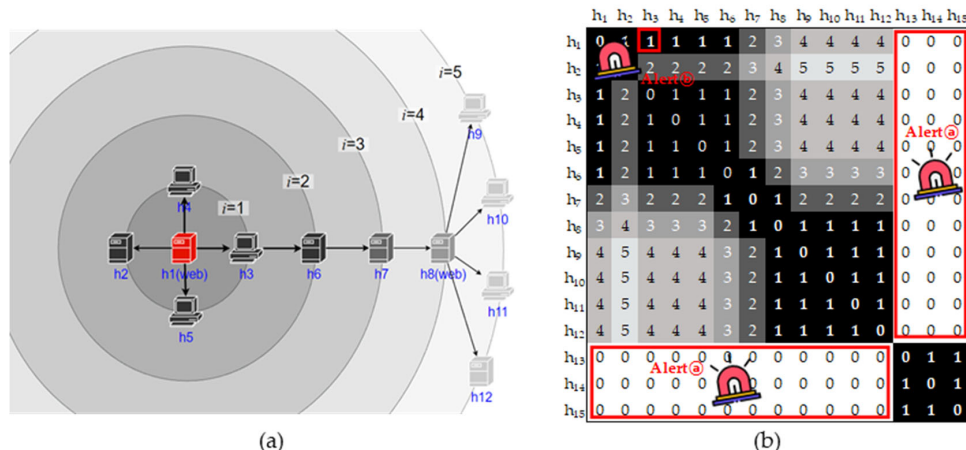 i=5
i=4
h9
i=3
i=2
h4
i=1
h10
h2
h1(web)
h3
h6
h7
h8(web)
h5
h11
h12
(a)
h₁ h₂ h₃ h₄ h₅ h₆ h₇ h₈ h₉ h₁₀ h₁₁ h₁₂ h₁₃ h₁₄ h₁₅
h₁ 0 1 1 1 1 1 2 3 4 4 4 4 0 0 0
h₂ 2 2 2 2 3 4 5 5 5 5 0 0 0
Alertⓑ
h₃ 1 2 0 1 1 1 2 3 4 4 4 4 0 0 0
h₄ 1 2 1 0 1 1 2 3 4 4 4 4 0 0 0
Alertⓐ
h₅ 1 2 1 1 0 1 2 3 4 4 4 4 0 0 0
h₆ 1 2 1 1 1 0 1 2 3 3 3 3 0 0
h₇ 2 3 2 2 2 1 0 1 2 2 2 2 0 0
h₈ 3 4 3 3 3 2 1 0 1 1 1 1 0 0 0
h₉ 4 5 4 4 4 3 2 1 0 1 1 1 0 0 0
h₁₀ 4 5 4 4 4 3 2 1 1 0 1 1 0 0 0
h₁₁ 4 5 4 4 4 3 2 1 1 1 0 1 0 0 0
h₁₂ 4 5 4 4 4 3 2 1 1 1 1 0 0 0 0
h₁₃ 0 0 0 0 0 0 0 0 0 0 0 0 0 1 1
Alertⓐ
h₁₄ 0 0 0 0 0 0 0 0 0 0 0 1 0 1
h₁₅ 0 0 0 0 0 0 0 0 0 0 0 1 1 0
(b)